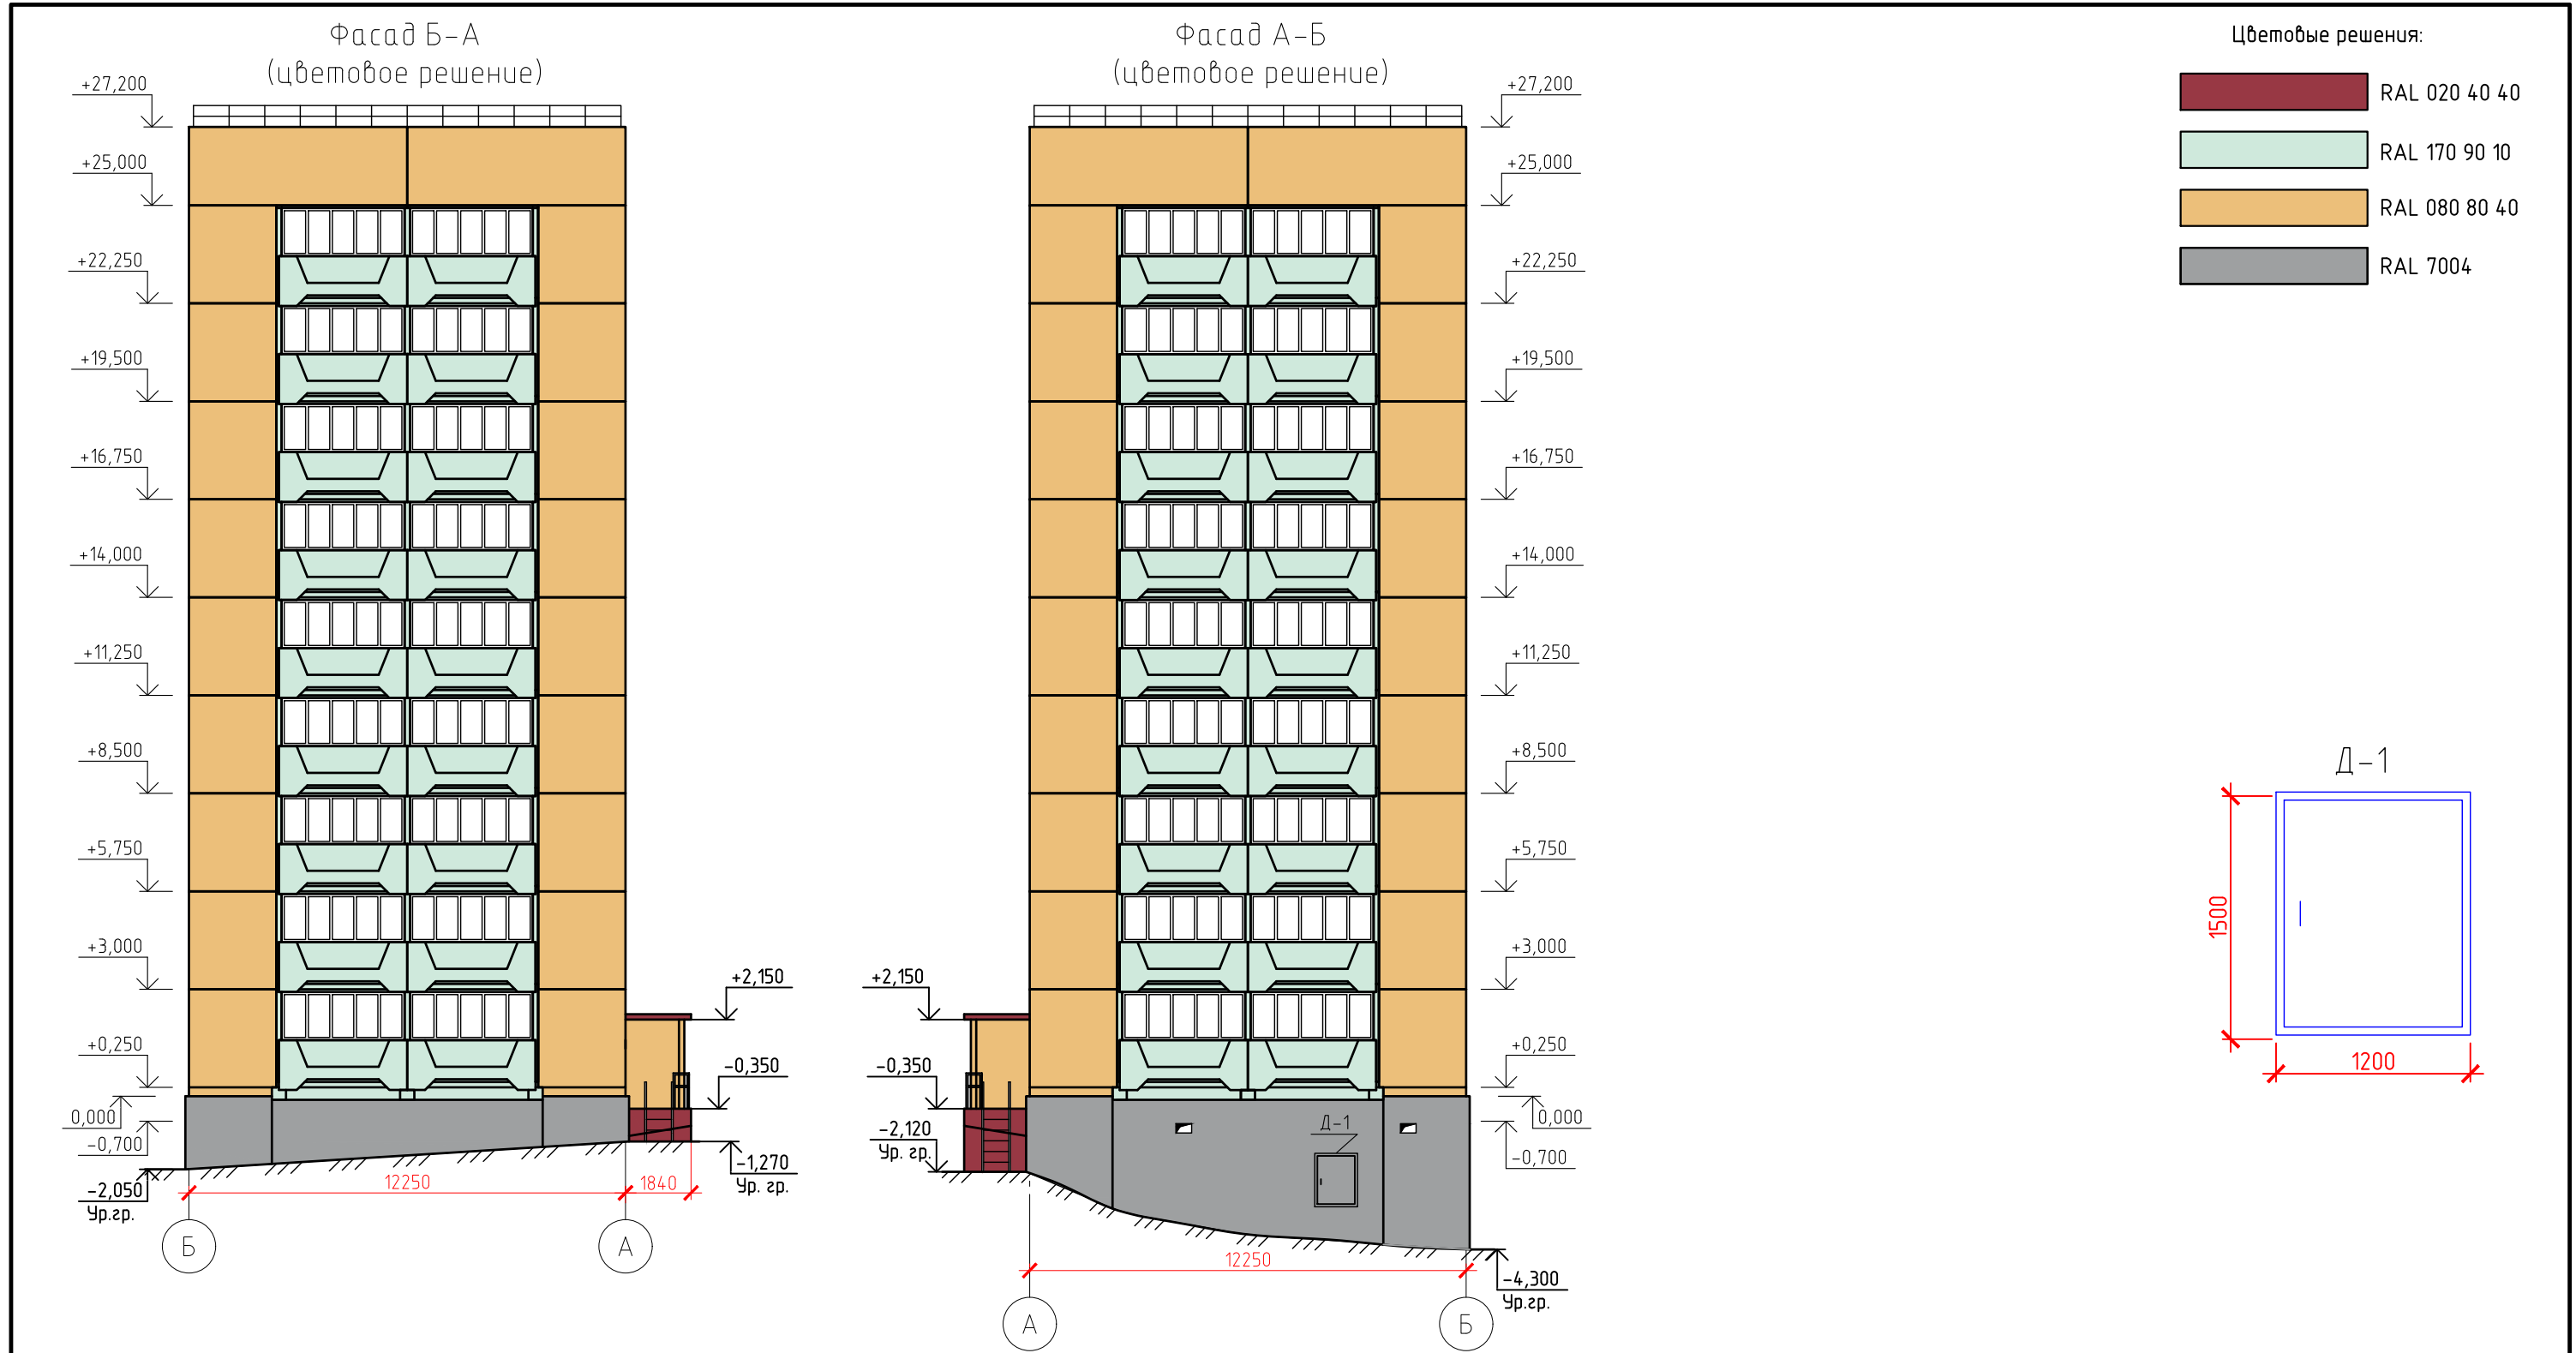 Фасад Б-А
(цветовое решение)
+27,200
+25,000
+22,250
+19,500
+16,750
+14,000
+11,250
+8,500
+5,750
+3,000
+0,250
0,000
-0,700
-2,050
Ур.гр.
+2,150
-0,350
-1,270
Ур. гр.
12250
1840
Б
А
Фасад А-Б
(цветовое решение)
+2,150
-0,350
-2,120
Ур. гр.
Д-1
+27,200
+25,000
+22,250
+19,500
+16,750
+14,000
+11,250
+8,500
+5,750
+3,000
+0,250
0,000
-0,700
-4,300
Ур.гр.
12250
А
Б
Цветовые решения:
RAL 020 40 40
RAL 170 90 10
RAL 080 80 40
RAL 7004
Д-1
1500
1200